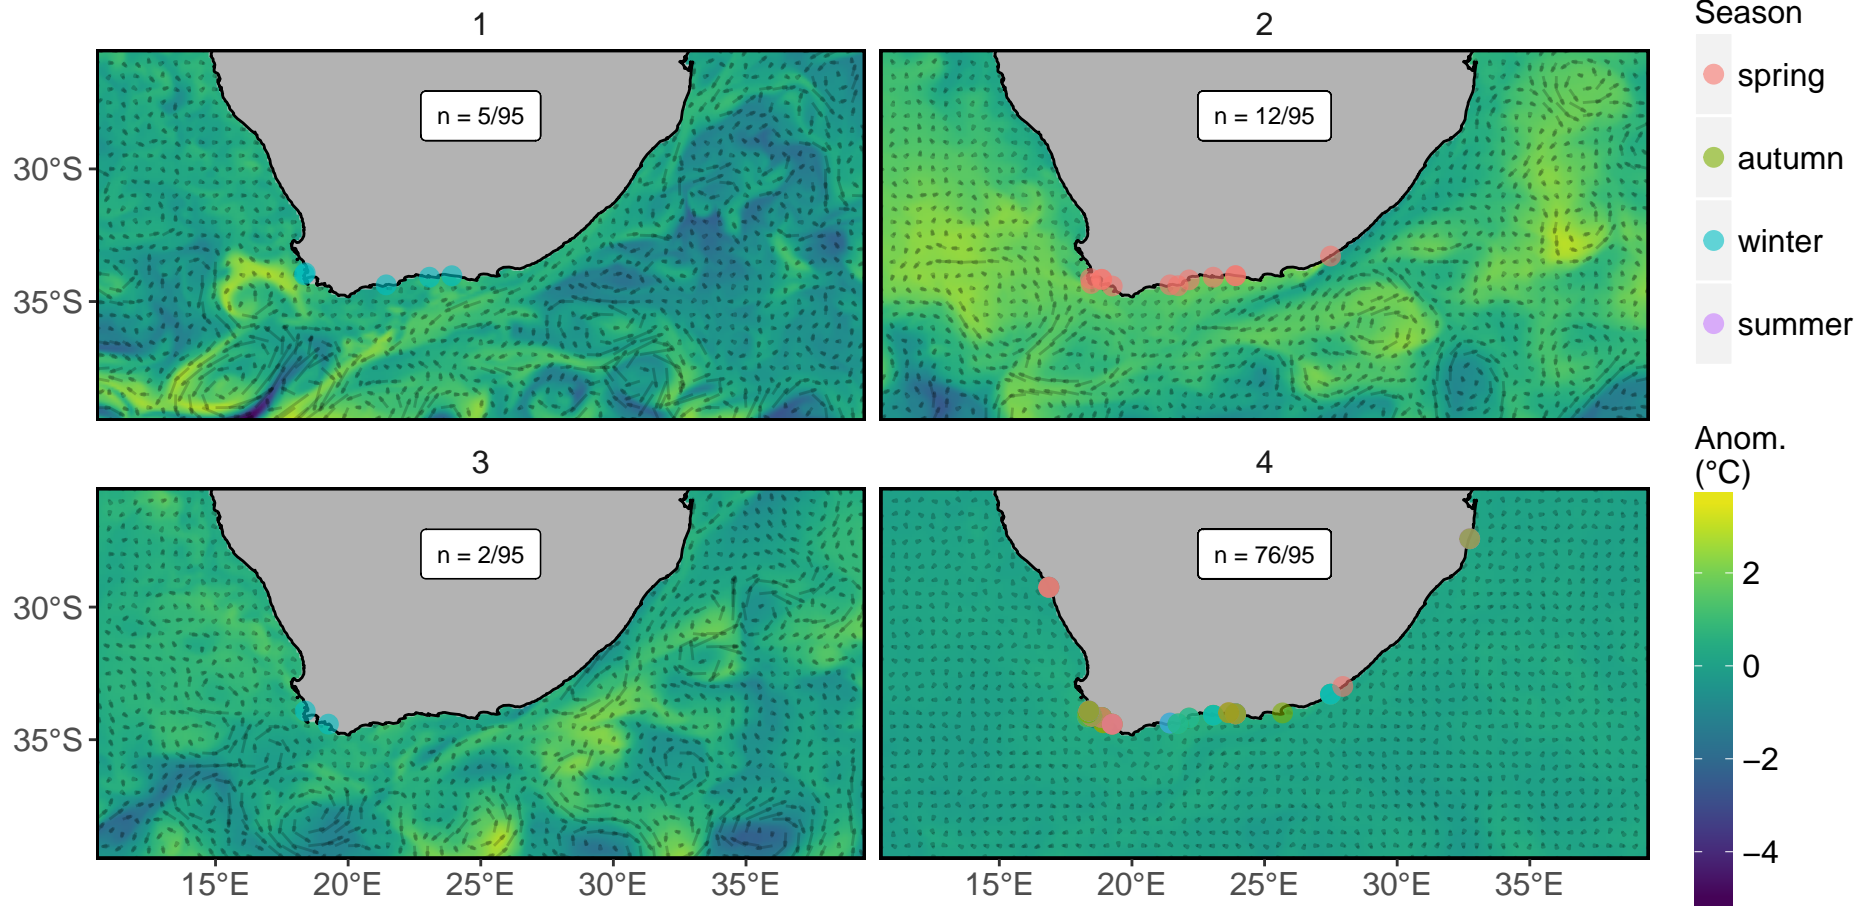 1
2
n = 5/95
n = 12/95
30°S
35°S
3
4
n = 2/95
n = 76/95
30°S
35°S
15°E
20°E
25°E
30°E
35°E
15°E
20°E
25°E
30°E
35°E
Season
spring
autumn
winter
summer
Anom.
(°C)
2
0
−2
−4